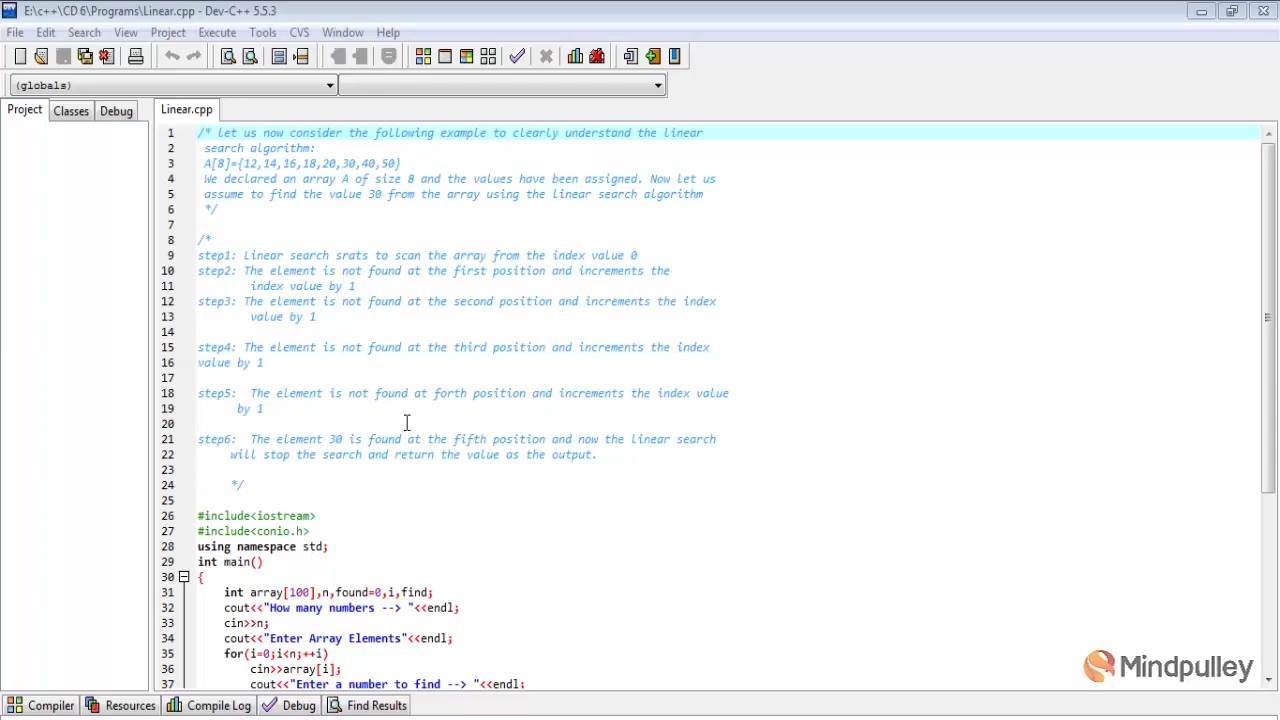 E:\c++\CD 6\Programs\Linear.cpp - Dev-C++ 5.5.3
File Edit Search View Project Execute Tools CVS Window Help
(globals)
Project Classes Debug Linear.cpp
1 /* let us now consider the following example to clearly understand the linear
2 search algorithm:
3 A[8]={12,14,16,18,20,30,40,50}
4 We declared an array A of size 8 and the values have been assigned. Now let us
5 assume to find the value 30 from the array using the linear search algorithm
6 */
7
8 /*
9 step1: Linear search srats to scan the array from the index value 0
10 step2: The element is not found at the first position and increments the
11 index value by 1
12 step3: The element is not found at the second position and increments the index
13 value by 1
14
15 step4: The element is not found at the third position and increments the index
16 value by 1
17
18 step5: The element is not found at forth position and increments the index value
19 by 1
20
21 step6: The element 30 is found at the fifth position and now the linear search
22 will stop the search and return the value as the output.
23
24 */
25
26 #include<iostream>
27 #include<conio.h>
28 using namespace std;
29 int main()
30 {
31 int array[100],n,found=0,i,find;
32 cout<<"How many numbers --> "<<endl;
33 cin>>n;
34 cout<<"Enter Array Elements"<<endl;
35 for(i=0;i<n;++i)
36 cin>>array[i];
37 cout<<"Enter a number to find --> "<<endl;
Mindpulley
Compiler Resources Compile Log Debug Find Results